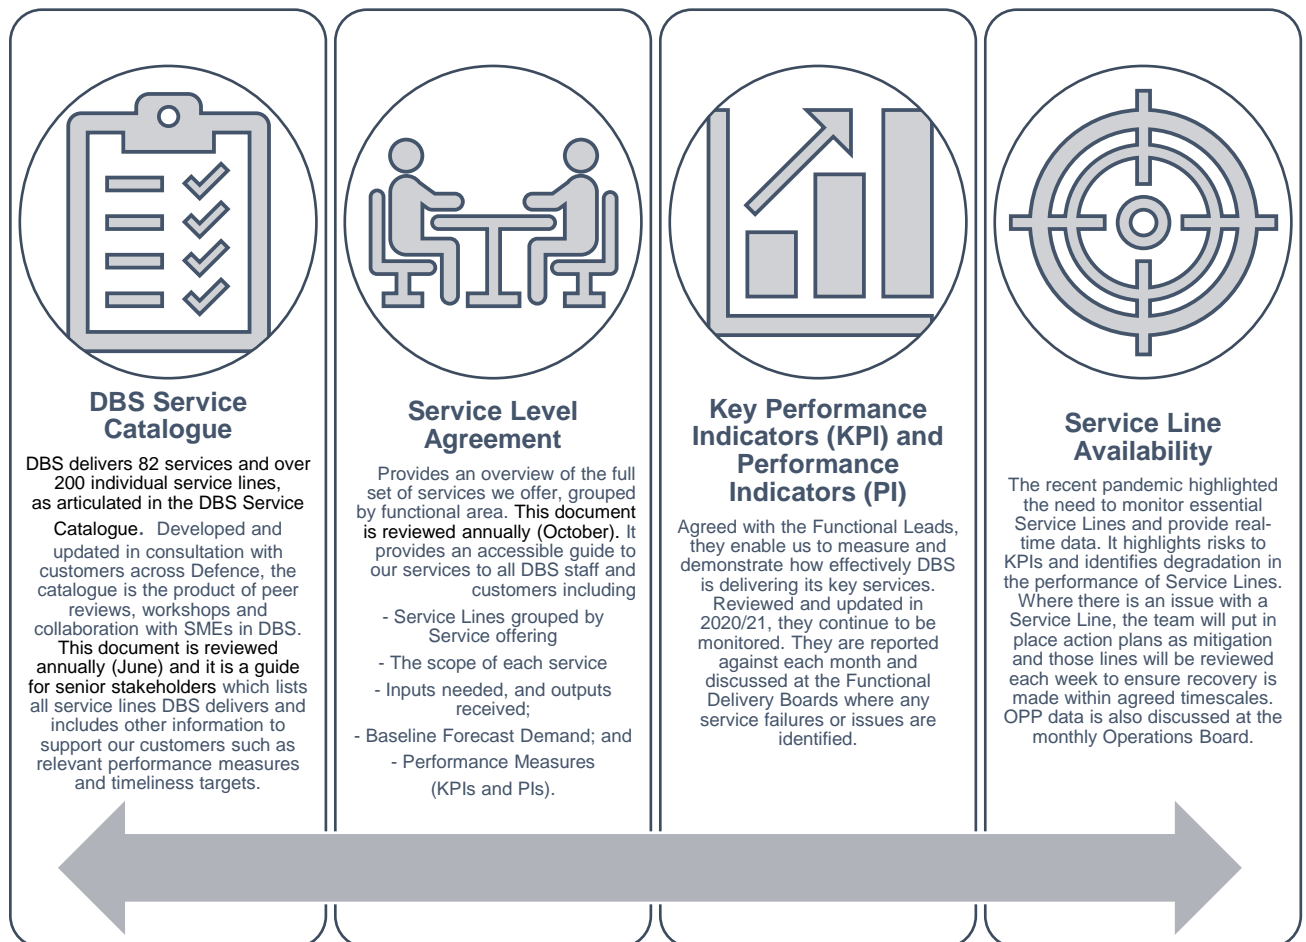 DBS Service
Catalogue
DBS delivers 82 services and over
200 individual service lines,
as articulated in the DBS Service
Catalogue. Developed and
updated in consultation with
customers across Defence, the
catalogue is the product of peer
reviews, workshops and
collaboration with SMEs in DBS.
This document is reviewed
annually (June) and it is a guide
for senior stakeholders which lists
all service lines DBS delivers and
includes other information to
support our customers such as
relevant performance measures
and timeliness targets.
Service Level
Agreement
Provides an overview of the full
set of services we offer, grouped
by functional area. This document
is reviewed annually (October). It
provides an accessible guide to
our services to all DBS staff and
customers including
- Service Lines grouped by
Service offering
- The scope of each service
- Inputs needed, and outputs
received;
- Baseline Forecast Demand; and
- Performance Measures
(KPIs and PIs).
Key Performance
Indicators (KPI) and
Performance
Indicators (PI)
Agreed with the Functional Leads,
they enable us to measure and
demonstrate how effectively DBS
is delivering its key services.
Reviewed and updated in
2020/21, they continue to be
monitored. They are reported
against each month and
discussed at the Functional
Delivery Boards where any
service failures or issues are
identified.
Service Line
Availability
The recent pandemic highlighted
the need to monitor essential
Service Lines and provide real-
time data. It highlights risks to
KPIs and identifies degradation in
the performance of Service Lines.
Where there is an issue with a
Service Line, the team will put in
place action plans as mitigation
and those lines will be reviewed
each week to ensure recovery is
made within agreed timescales.
OPP data is also discussed at the
monthly Operations Board.